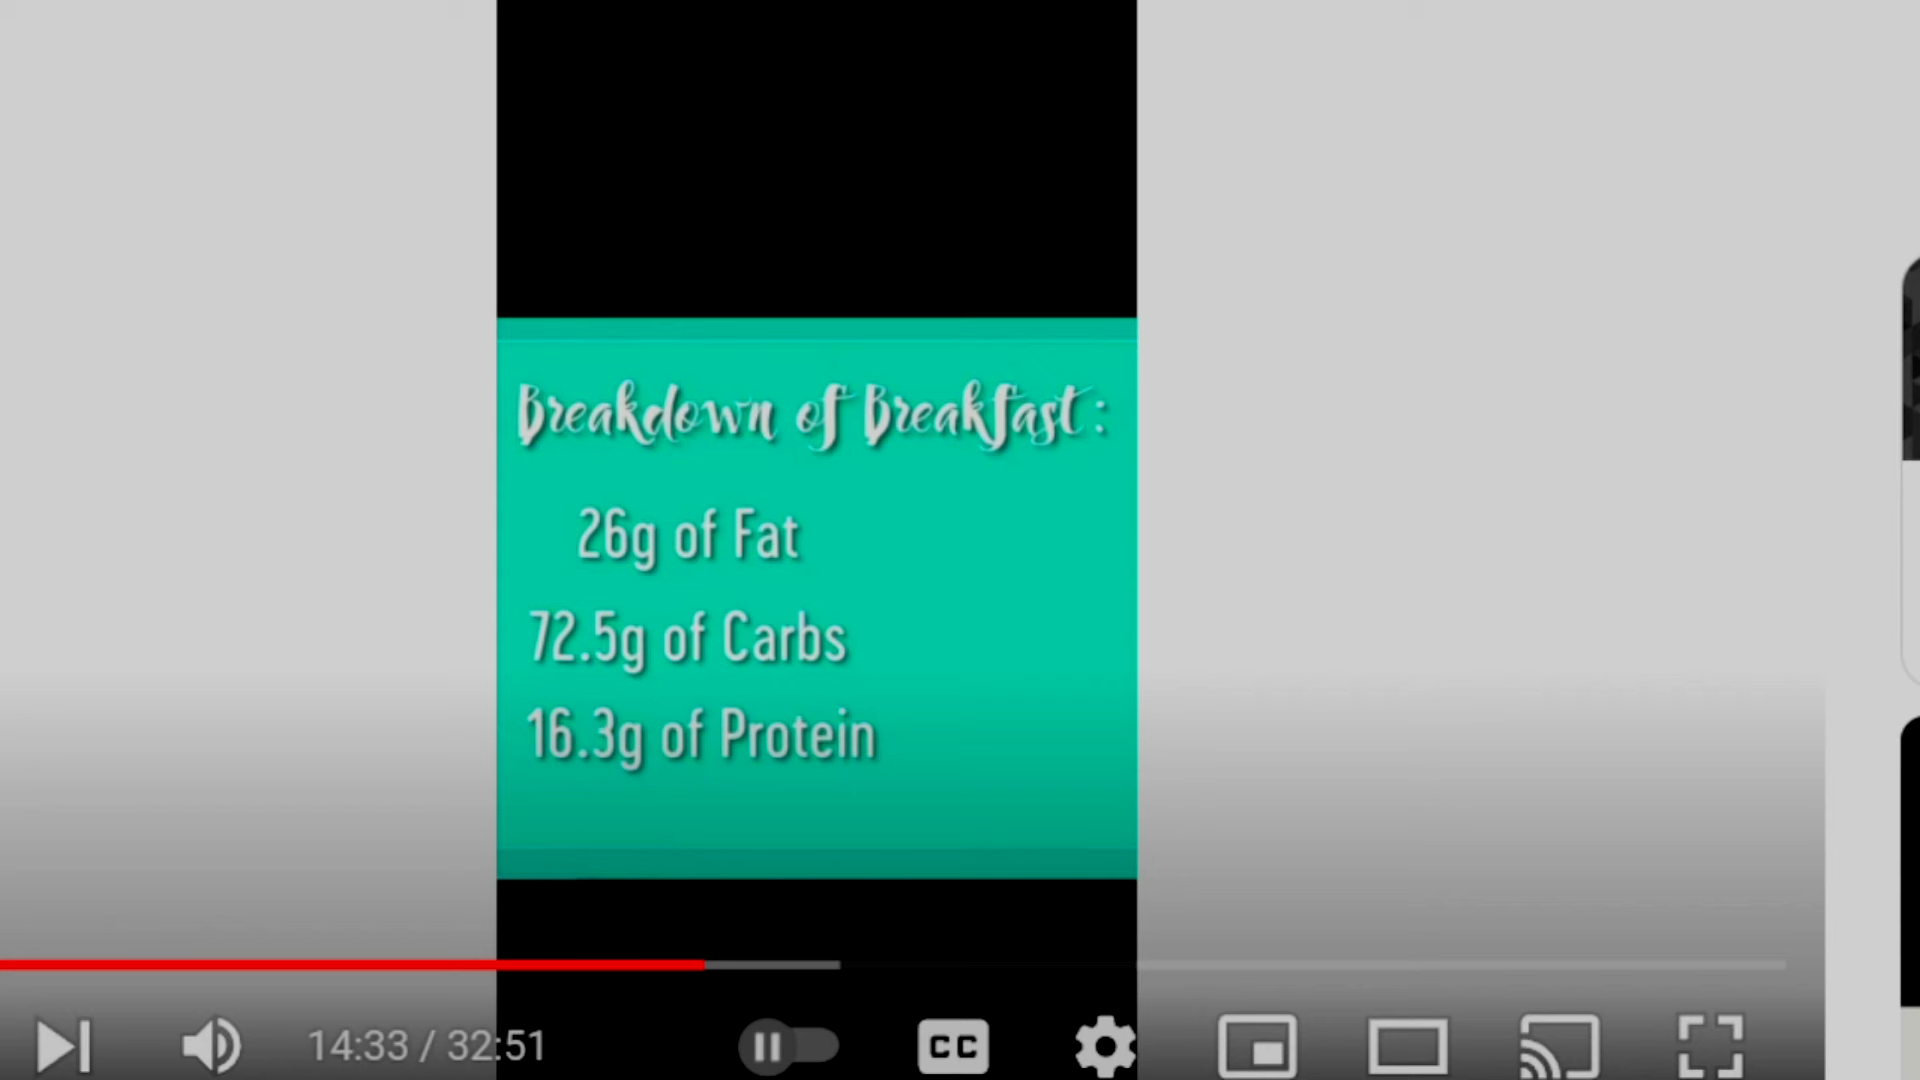 Breakdown of Breakfast:
26g of Fat
72.5g of Carbs
16.3g of Protein
14:33 / 32:51
CC